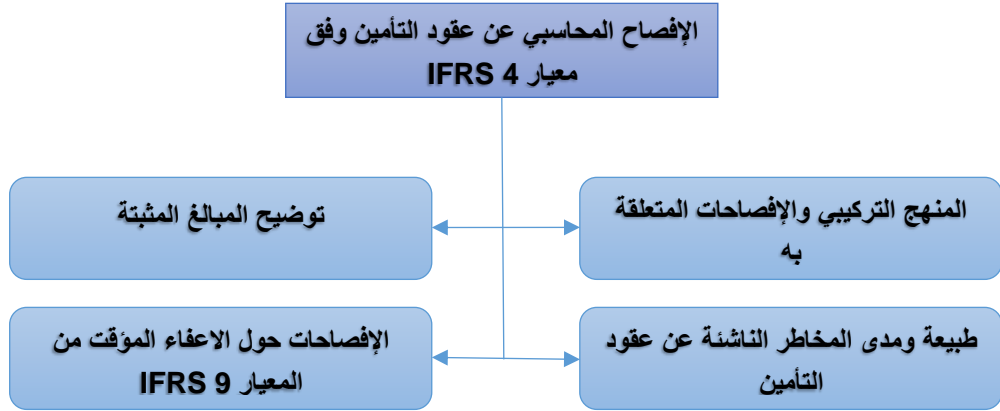 الإفصاح المحاسبي عن عقود التأمين وفق
معيار IFRS 4
المنهج التركيبي والإفصاحات المتعلقة
به
توضيح المبالغ المثبتة
طبيعة ومدى المخاطر الناشئة عن عقود
التأمين
الإفصاحات حول الاعفاء المؤقت من
المعيار IFRS 9